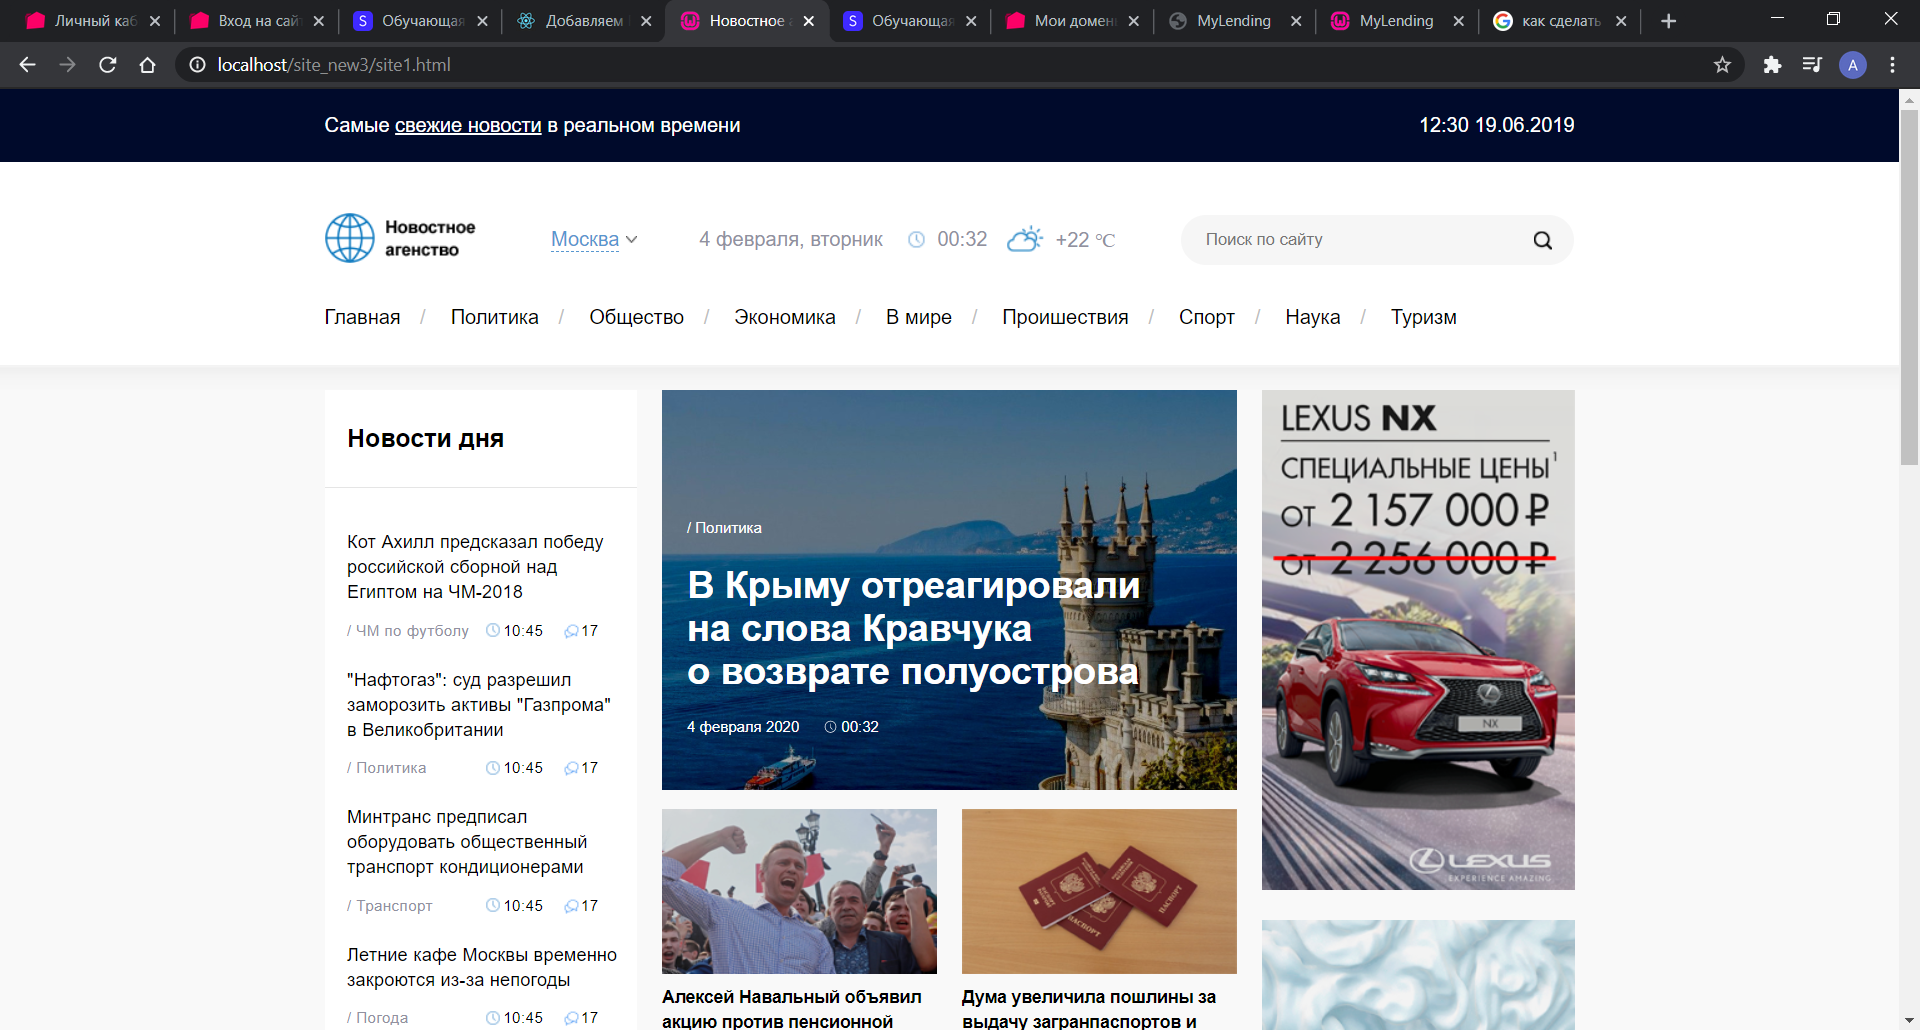 Личный каб
Вход на сай
Обучающая
Добавляем
Новостное а
Обучающая
Мои домен
MyLending
MyLending
как сделать
localhost/site_new3/site1.html
A
Самые свежие новости в реальном времени
12:30 19.06.2019
Новостное
агенство
Москва
4 февраля, вторник
00:32
+22 °C
Поиск по сайту
Главная / Политика / Общество / Экономика / В мире / Проишествия / Спорт / Наука / Туризм
Новости дня
Кот Ахилл предсказал победу
российской сборной над
Египтом на ЧМ-2018
/ ЧМ по футболу 10:45 17
"Нафтогаз": суд разрешил
заморозить активы "Газпрома"
в Великобритании
/ Политика 10:45 17
Минтранс предписал
оборудовать общественный
транспорт кондиционерами
/ Транспорт 10:45 17
Летние кафе Москвы временно
закроются из-за непогоды
/ Погода 10:45 17
/ Политика
В Крыму отреагировали
на слова Кравчука
о возврате полуострова
4 февраля 2020 00:32
ПАСПОРТ
ПАСПОРТ
Алексей Навальный объявил
акцию против пенсионной
Дума увеличила пошлины за
выдачу загранпаспортов и
LEXUS NX
СПЕЦИАЛЬНЫЕ ЦЕНЫ¹
ОТ 2 157 000 ₽
ОТ 2 256 000 ₽
NX
LEXUS
EXPERIENCE AMAZING